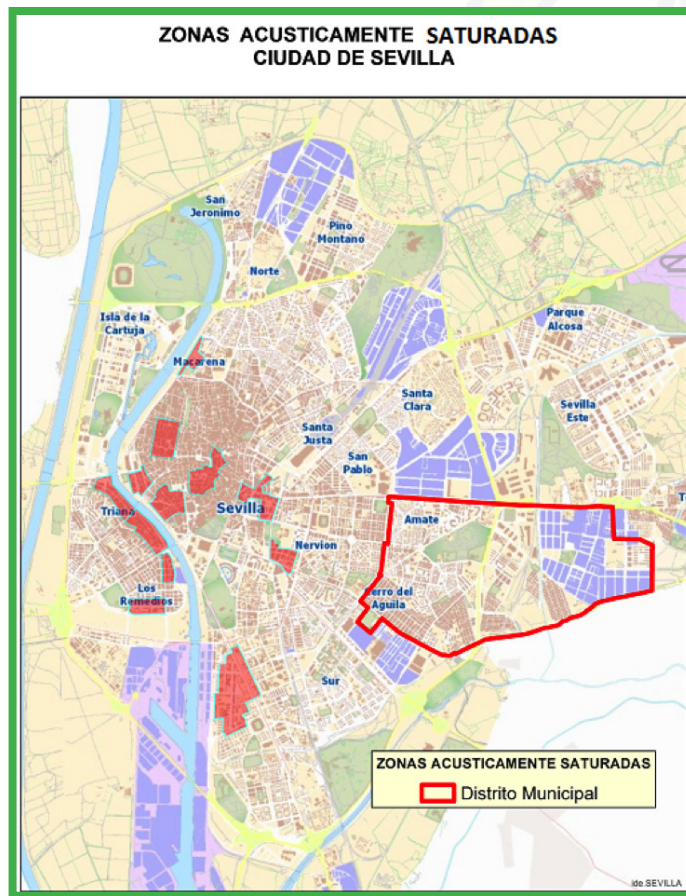 ZONAS ACUSTICAMENTE SATURADAS
CIUDAD DE SEVILLA
San
Jeronimo
Pino
Montano
Norte
Isla de la
Cartuja
Parque
Alcosa
Macarena
Santa
Clara
Sevilla
Este
Santa
Justa
San
Pablo
Triana
Sevilla
Amate
Nervion
Los
Remedios
erro del
Aguila
Sur
ZONAS ACUSTICAMENTE SATURADAS
Distrito Municipal
ide.SEVILLA